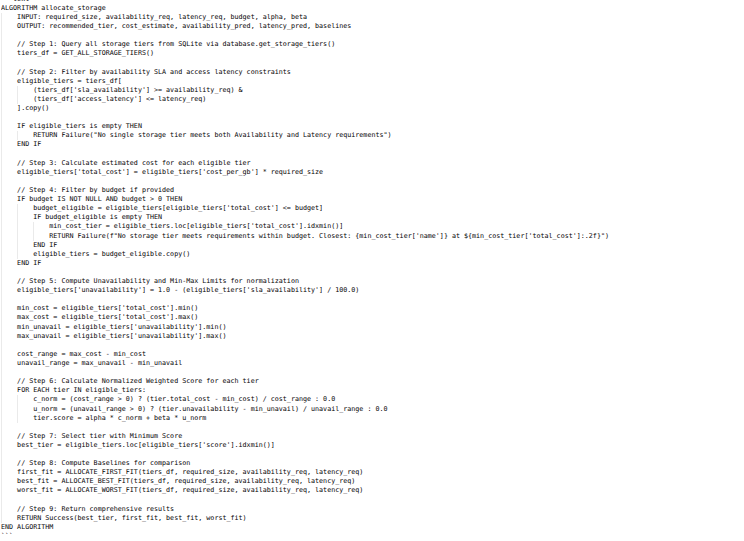 ALGORITHM allocate_storage
INPUT: required_size, availability_req, latency_req, budget, alpha, beta
OUTPUT: recommended_tier, cost_estimate, availability_pred, latency_pred, baselines
// Step 1: Query all storage tiers from SQLite via database.get_storage_tiers()
tiers_df = GET_ALL_STORAGE_TIERS()
// Step 2: Filter by availability SLA and access latency constraints
eligible_tiers = tiers_df[
(tiers_df['sla_availability'] >= availability_req) &
(tiers_df['access_latency'] <= latency_req)
].copy()
IF eligible_tiers is empty THEN
RETURN Failure("No single storage tier meets both Availability and Latency requirements")
END IF
// Step 3: Calculate estimated cost for each eligible tier
eligible_tiers['total_cost'] = eligible_tiers['cost_per_gb'] * required_size
// Step 4: Filter by budget if provided
IF budget IS NOT NULL AND budget > 0 THEN
budget_eligible = eligible_tiers[eligible_tiers['total_cost'] <= budget]
IF budget_eligible is empty THEN
min_cost_tier = eligible_tiers.loc[eligible_tiers['total_cost'].idxmin()]
RETURN Failure(f"No storage tier meets requirements within budget. Closest: {min_cost_tier['name']} at ${min_cost_tier['total_cost']:.2f}")
END IF
eligible_tiers = budget_eligible.copy()
END IF
// Step 5: Compute Unavailability and Min-Max Limits for normalization
eligible_tiers['unavailability'] = 1.0 - (eligible_tiers['sla_availability'] / 100.0)
min_cost = eligible_tiers['total_cost'].min()
max_cost = eligible_tiers['total_cost'].max()
min_unavail = eligible_tiers['unavailability'].min()
max_unavail = eligible_tiers['unavailability'].max()
cost_range = max_cost - min_cost
unavail_range = max_unavail - min_unavail
// Step 6: Calculate Normalized Weighted Score for each tier
FOR EACH tier IN eligible_tiers:
c_norm = (cost_range > 0) ? (tier.total_cost - min_cost) / cost_range : 0.0
u_norm = (unavail_range > 0) ? (tier.unavailability - min_unavail) / unavail_range : 0.0
tier.score = alpha * c_norm + beta * u_norm
// Step 7: Select tier with Minimum Score
best_tier = eligible_tiers.loc[eligible_tiers['score'].idxmin()]
// Step 8: Compute Baselines for comparison
first_fit = ALLOCATE_FIRST_FIT(tiers_df, required_size, availability_req, latency_req)
best_fit = ALLOCATE_BEST_FIT(tiers_df, required_size, availability_req, latency_req)
worst_fit = ALLOCATE_WORST_FIT(tiers_df, required_size, availability_req, latency_req)
// Step 9: Return comprehensive results
RETURN Success(best_tier, first_fit, best_fit, worst_fit)
END ALGORITHM